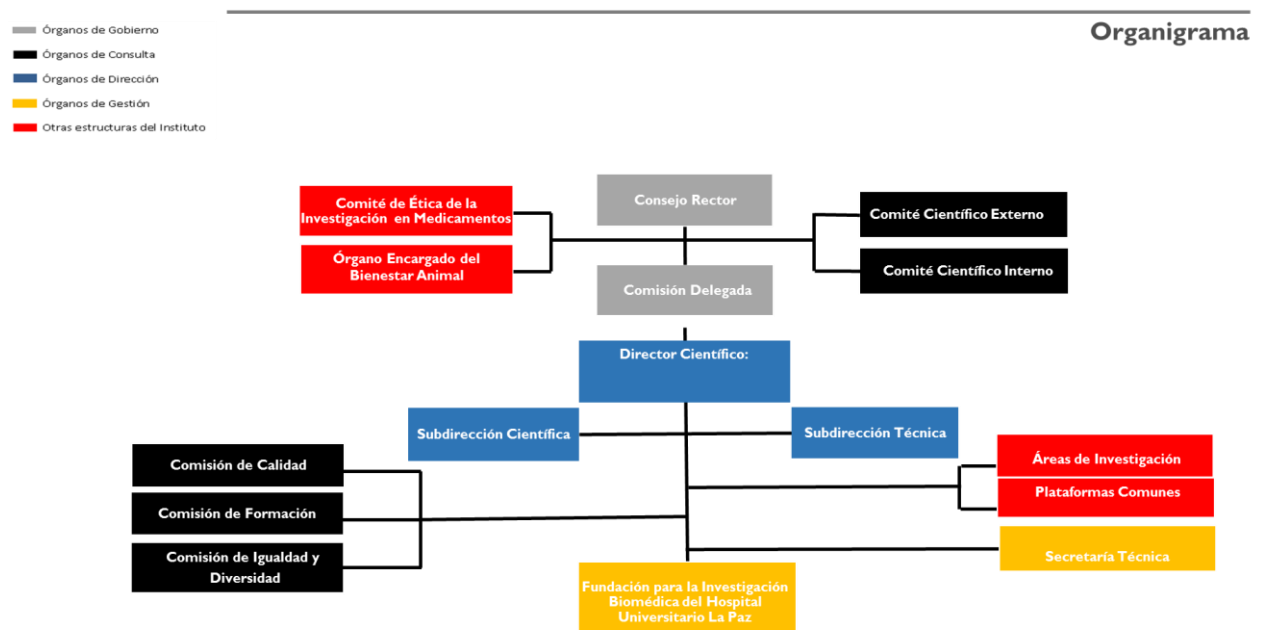 Organigrama
Órganos de Gobierno
Órganos de Consulta
Órganos de Dirección
Órganos de Gestión
Otras estructuras del Instituto
Comité de Ética de la
Investigación en Medicamentos
Órgano Encargado del
Bienestar Animal
Consejo Rector
Comisión Delegada
Comité Científico Externo
Comité Científico Interno
Director Científico:
Subdirección Científica
Subdirección Técnica
Comisión de Calidad
Comisión de Formación
Comisión de Igualdad y
Diversidad
Áreas de Investigación
Plataformas Comunes
Secretaría Técnica
Fundación para la Investigación
Biomédica del Hospital
Universitario La Paz